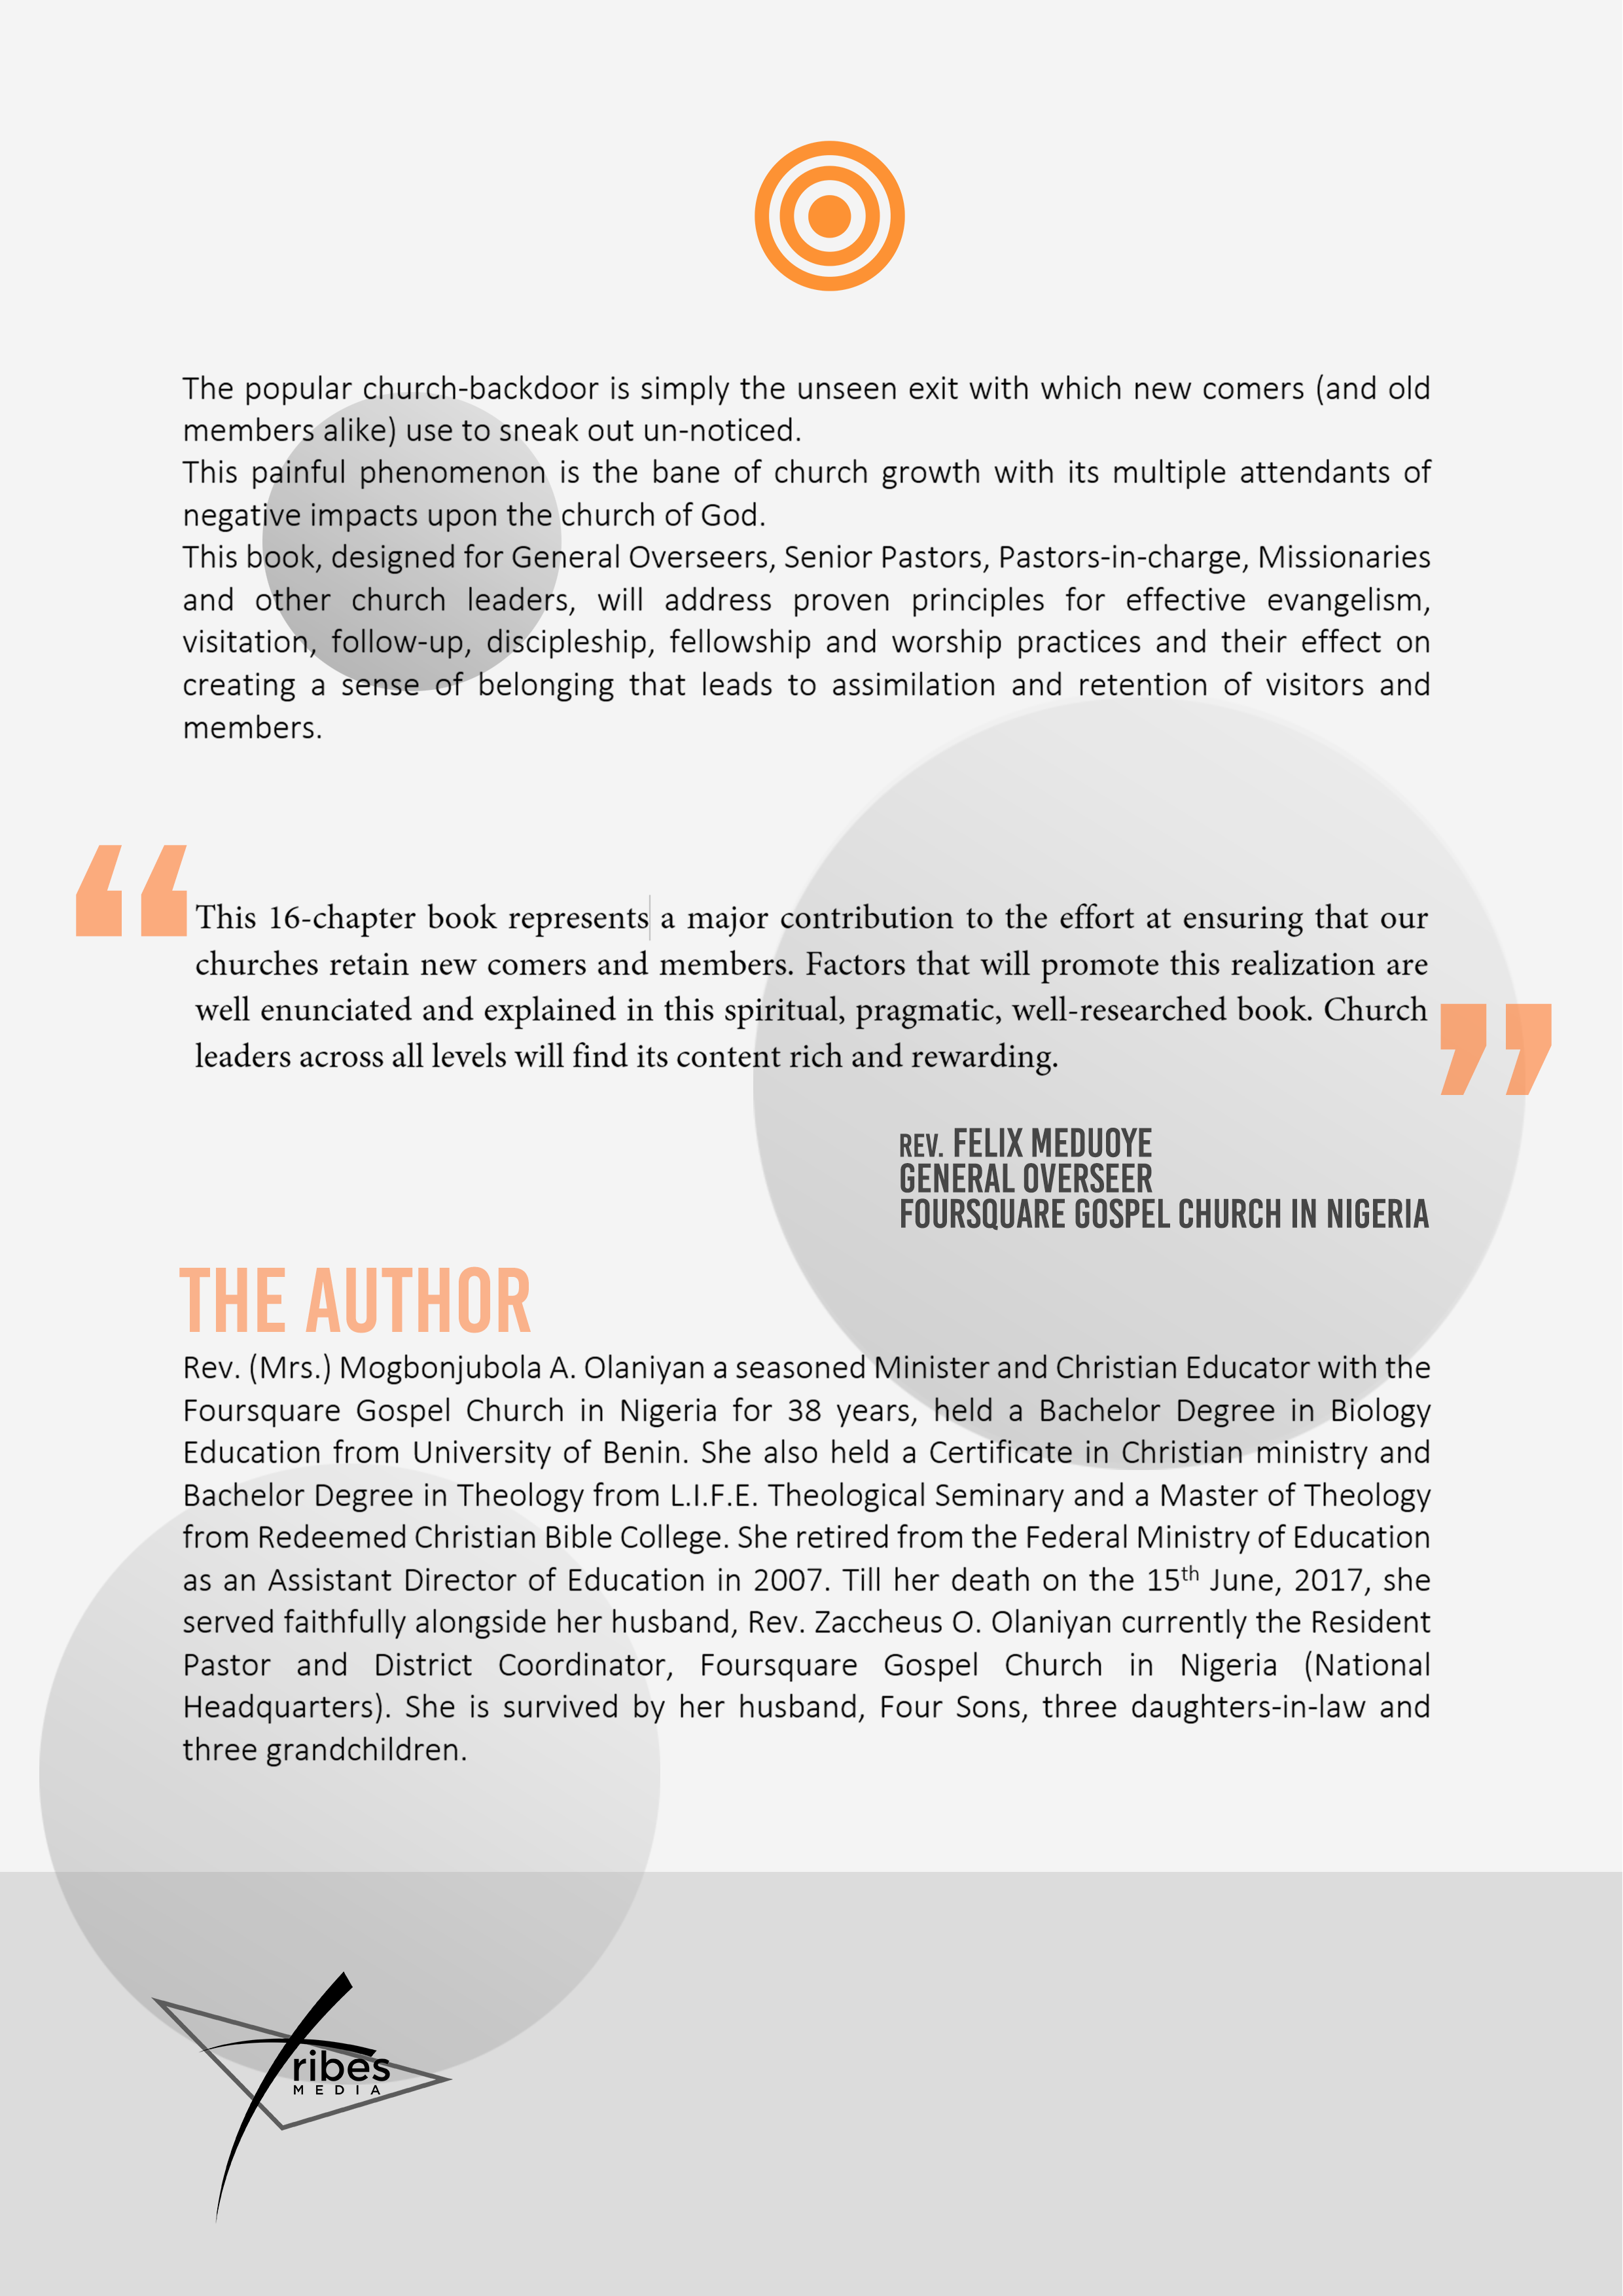 The popular church-backdoor is simply the unseen exit with which new comers (and old
members alike) use to sneak out un-noticed.
This painful phenomenon is the bane of church growth with its multiple attendants of
negative impacts upon the church of God.
This book, designed for General Overseers, Senior Pastors, Pastors-in-charge, Missionaries
and other church leaders, will address proven principles for effective evangelism,
visitation, follow-up, discipleship, fellowship and worship practices and their effect on
creating a sense of belonging that leads to assimilation and retention of visitors and
members.
“This 16-chapter book represents a major contribution to the effort at ensuring that our
churches retain new comers and members. Factors that will promote this realization are
well enunciated and explained in this spiritual, pragmatic, well-researched book. Church
leaders across all levels will find its content rich and rewarding.”
REV. FELIX MEDUOYE
GENERAL OVERSEER
FOURSQUARE GOSPEL CHURCH IN NIGERIA
THE AUTHOR
Rev. (Mrs.) Mogbonjubola A. Olaniyan a seasoned Minister and Christian Educator with the
Foursquare Gospel Church in Nigeria for 38 years, held a Bachelor Degree in Biology
Education from University of Benin. She also held a Certificate in Christian ministry and
Bachelor Degree in Theology from L.I.F.E. Theological Seminary and a Master of Theology
from Redeemed Christian Bible College. She retired from the Federal Ministry of Education
as an Assistant Director of Education in 2007. Till her death on the 15th June, 2017, she
served faithfully alongside her husband, Rev. Zaccheus O. Olaniyan currently the Resident
Pastor and District Coordinator, Foursquare Gospel Church in Nigeria (National
Headquarters). She is survived by her husband, Four Sons, three daughters-in-law and
three grandchildren.
Tribes
MEDIA